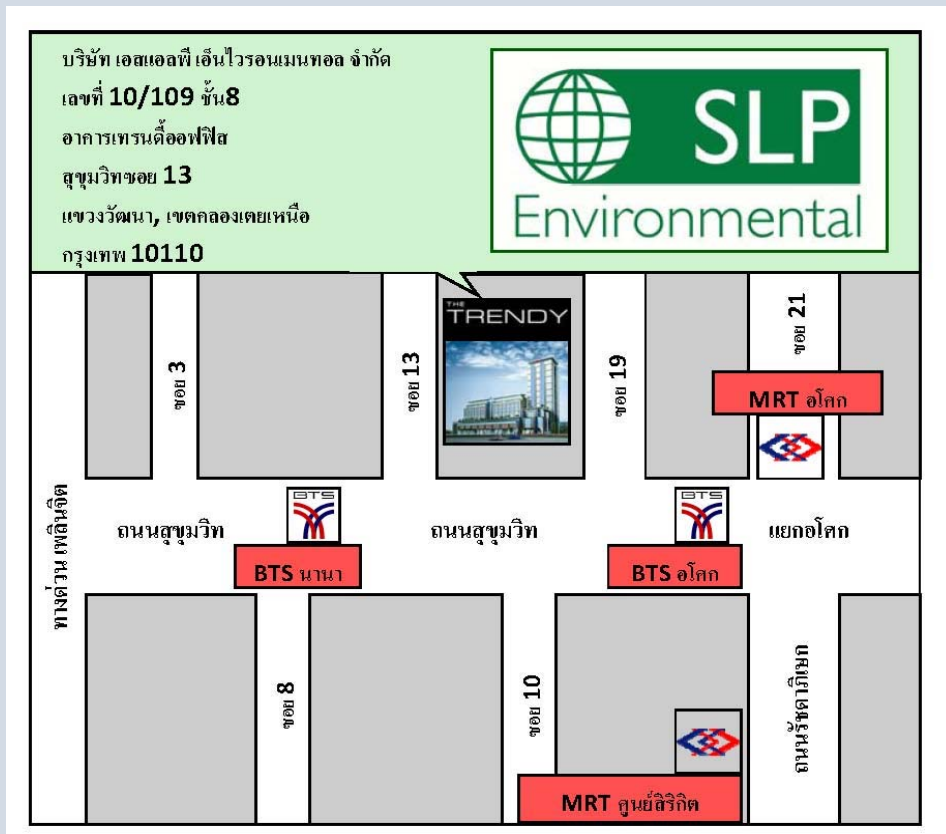 บริษัท เอสแอลพี เอ็นไวรอนเมนทอล จำกัด
เลขที่ 10/109 ชั้น8
อาคารเทรนดี้ออฟฟิส
สุขุมวิทซอย 13
แขวงวัฒนา, เขตคลองเตยเหนือ
กรุงเทพ 10110
SLP
Environmental
THE
TRENDY
ซอย 3
ซอย 13
ซอย 19
ซอย 21
MRT อโศก
ทางด่วน เพลินจิต
ถนนสุขุมวิท
BTS
BTS นานา
ถนนสุขุมวิท
BTS
BTS อโศก
แยกอโศก
ซอย 8
ซอย 10
ถนนรัชดาภิเษก
MRT ศูนย์สิริกิต